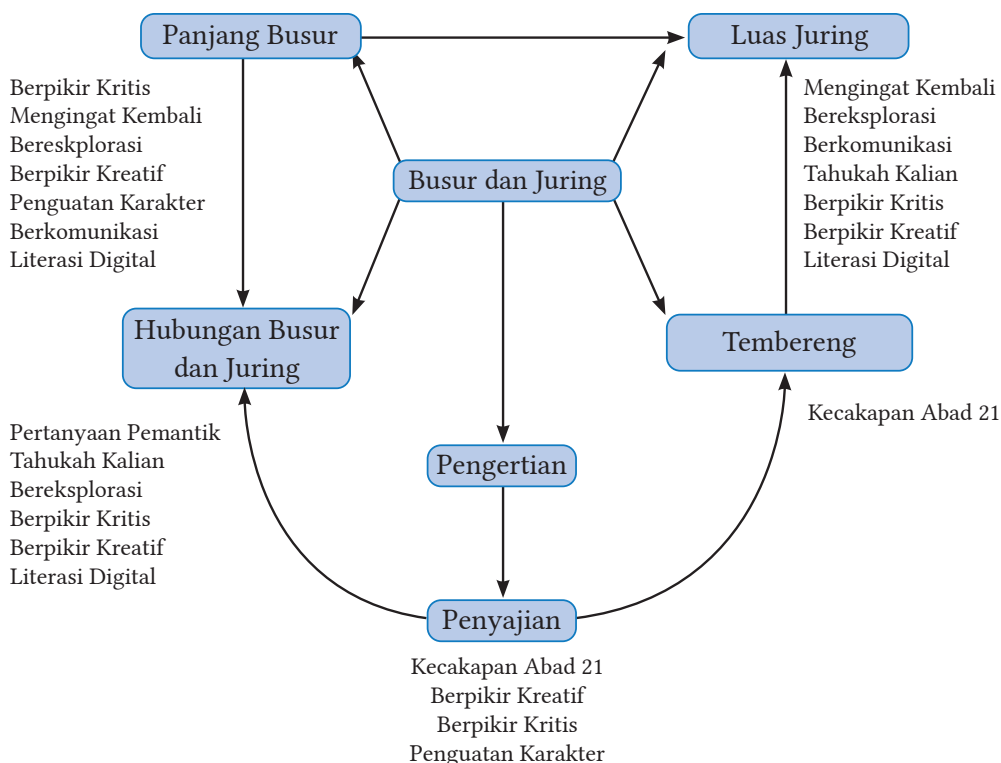 Panjang Busur
Luas Juring
Berpikir Kritis
Mengingat Kembali
Bereskplorasi
Berpikir Kreatif
Penguatan Karakter
Berkomunikasi
Literasi Digital
Mengingat Kembali
Bereksplorasi
Berkomunikasi
Tahukah Kalian
Berpikir Kritis
Berpikir Kreatif
Literasi Digital
Busur dan Juring
Hubungan Busur
dan Juring
Tembereng
Pertanyaan Pemantik
Tahukah Kalian
Bereksplorasi
Berpikir Kritis
Berpikir Kreatif
Literasi Digital
Kecakapan Abad 21
Pengertian
Penyajian
Kecakapan Abad 21
Berpikir Kreatif
Berpikir Kritis
Penguatan Karakter